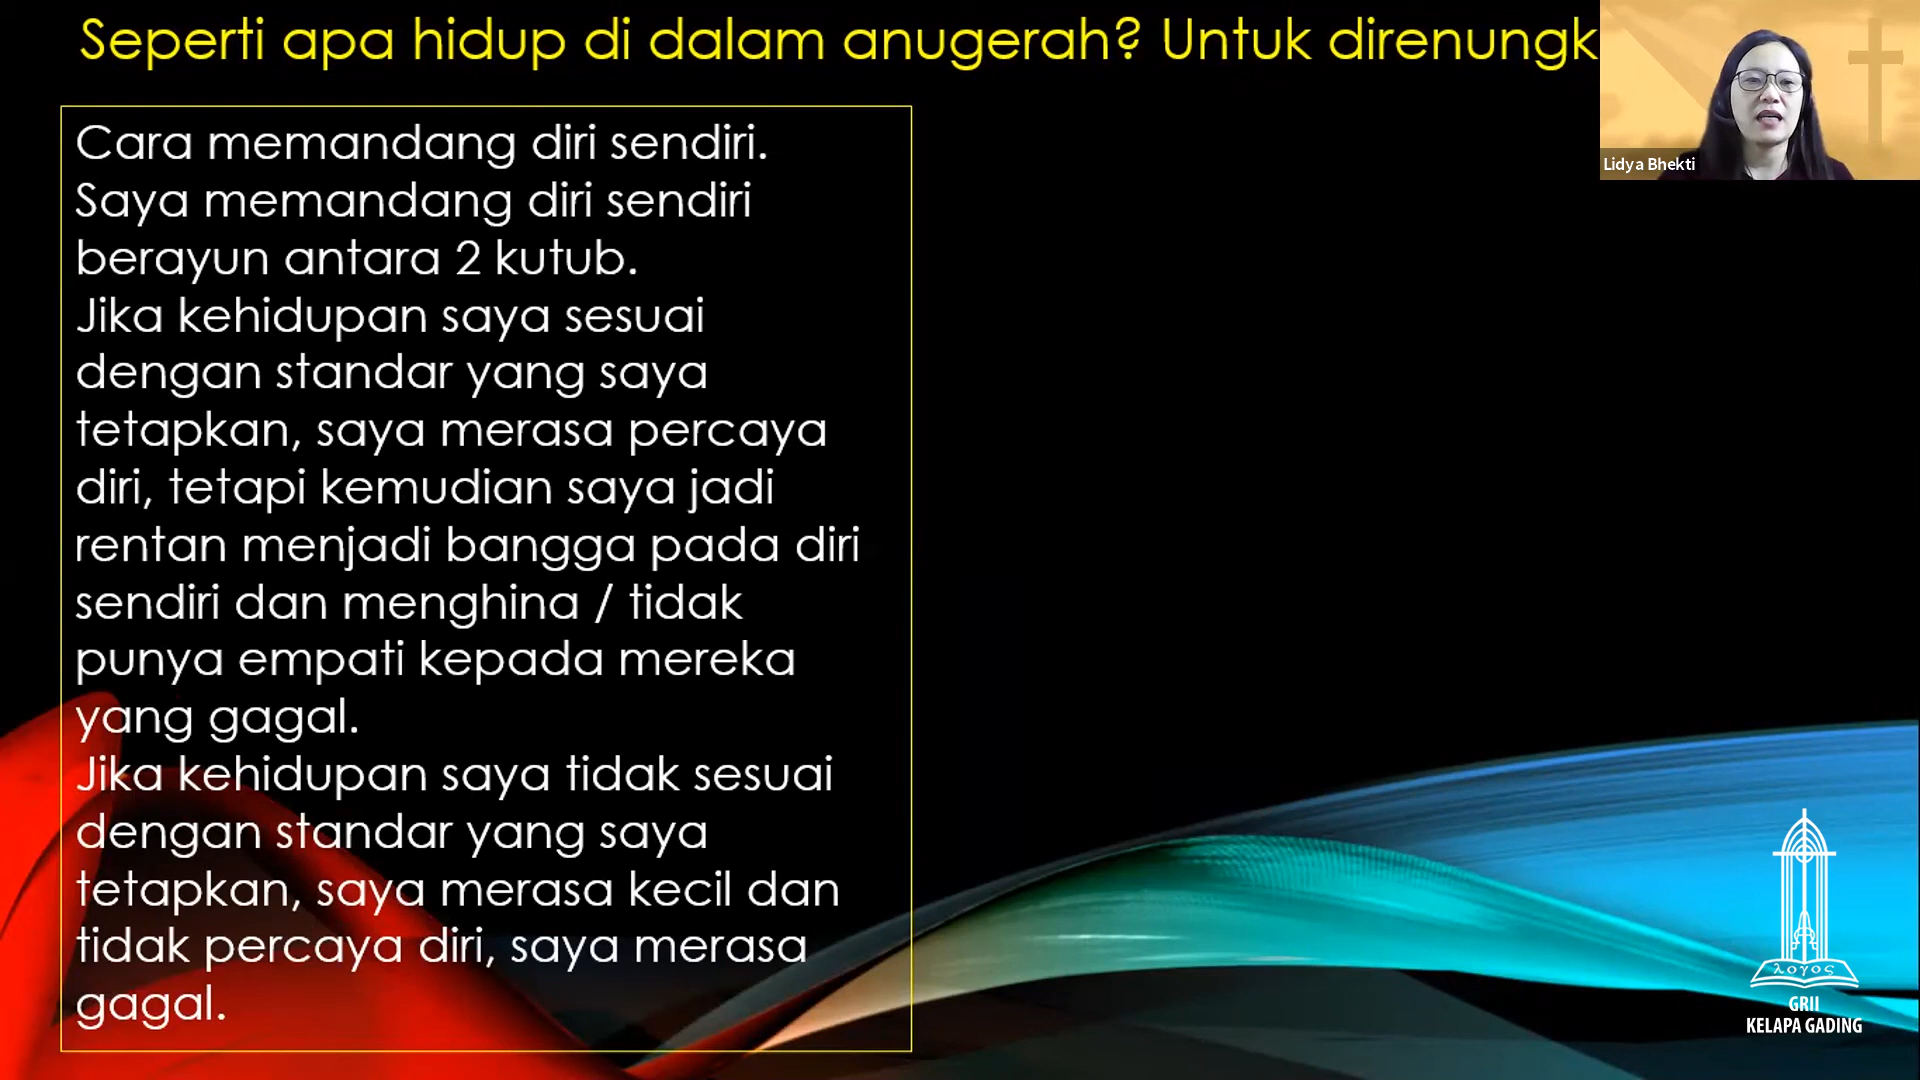 Seperti apa hidup di dalam anugerah? Untuk direnungk
Lidya Bhekti
Cara memandang diri sendiri.
Saya memandang diri sendiri
berayun antara 2 kutub.
Jika kehidupan saya sesuai
dengan standar yang saya
tetapkan, saya merasa percaya
diri, tetapi kemudian saya jadi
rentan menjadi bangga pada diri
sendiri dan menghina / tidak
punya empati kepada mereka
yang gagal.
Jika kehidupan saya tidak sesuai
dengan standar yang saya
tetapkan, saya merasa kecil dan
tidak percaya diri, saya merasa
gagal.
λογος
GRII
KELAPA GADING